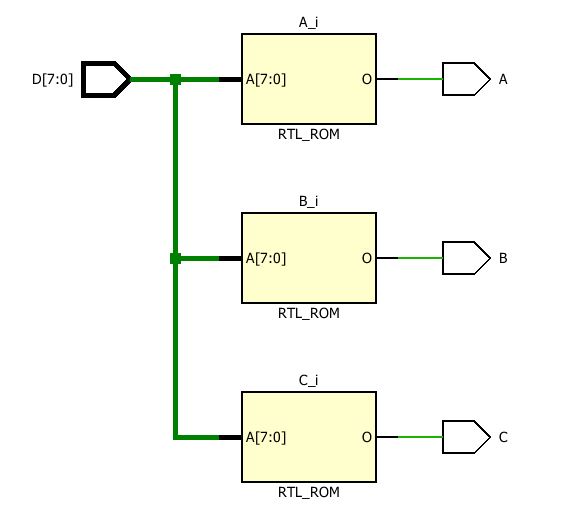 A_i
D[7:0]
A[7:0]
O
A
RTL_ROM
B_i
A[7:0]
O
B
RTL_ROM
C_i
A[7:0]
O
C
RTL_ROM